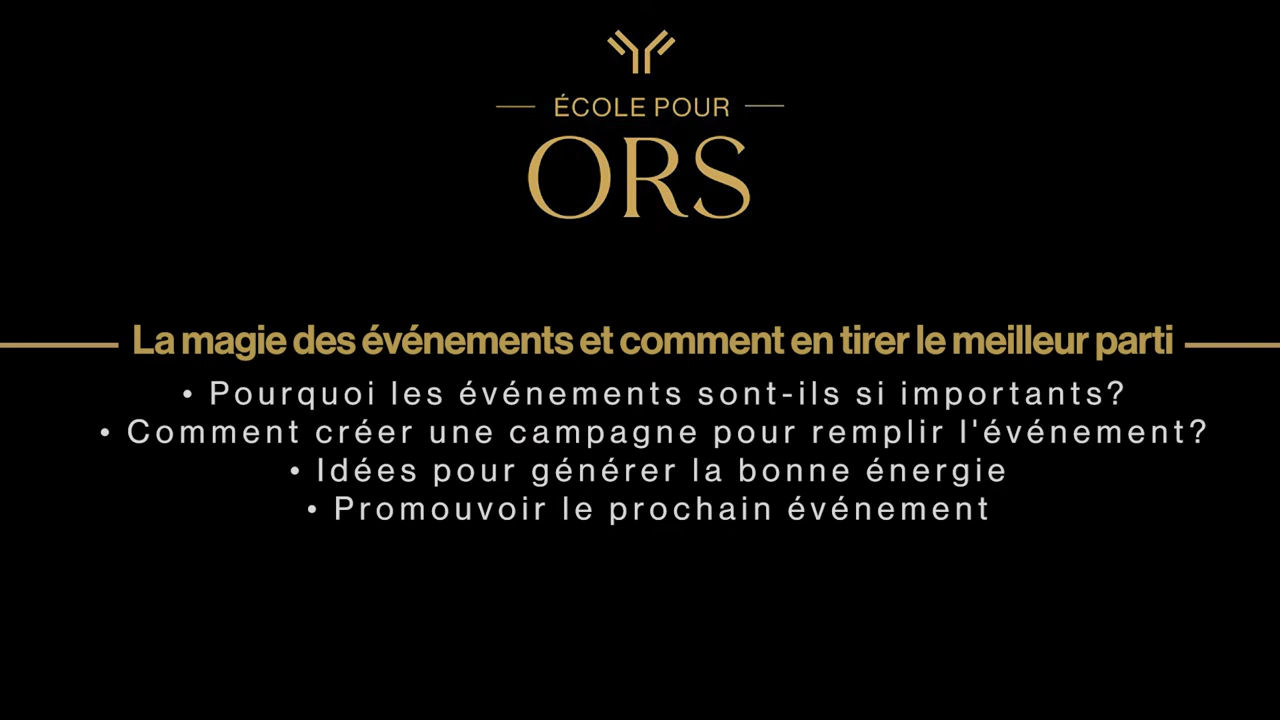 ÉCOLE POUR
ORS
La magie des événements et comment en tirer le meilleur parti
• Pourquoi les événements sont-ils si importants?
• Comment créer une campagne pour remplir l'événement?
• Idées pour générer la bonne énergie
• Promouvoir le prochain événement